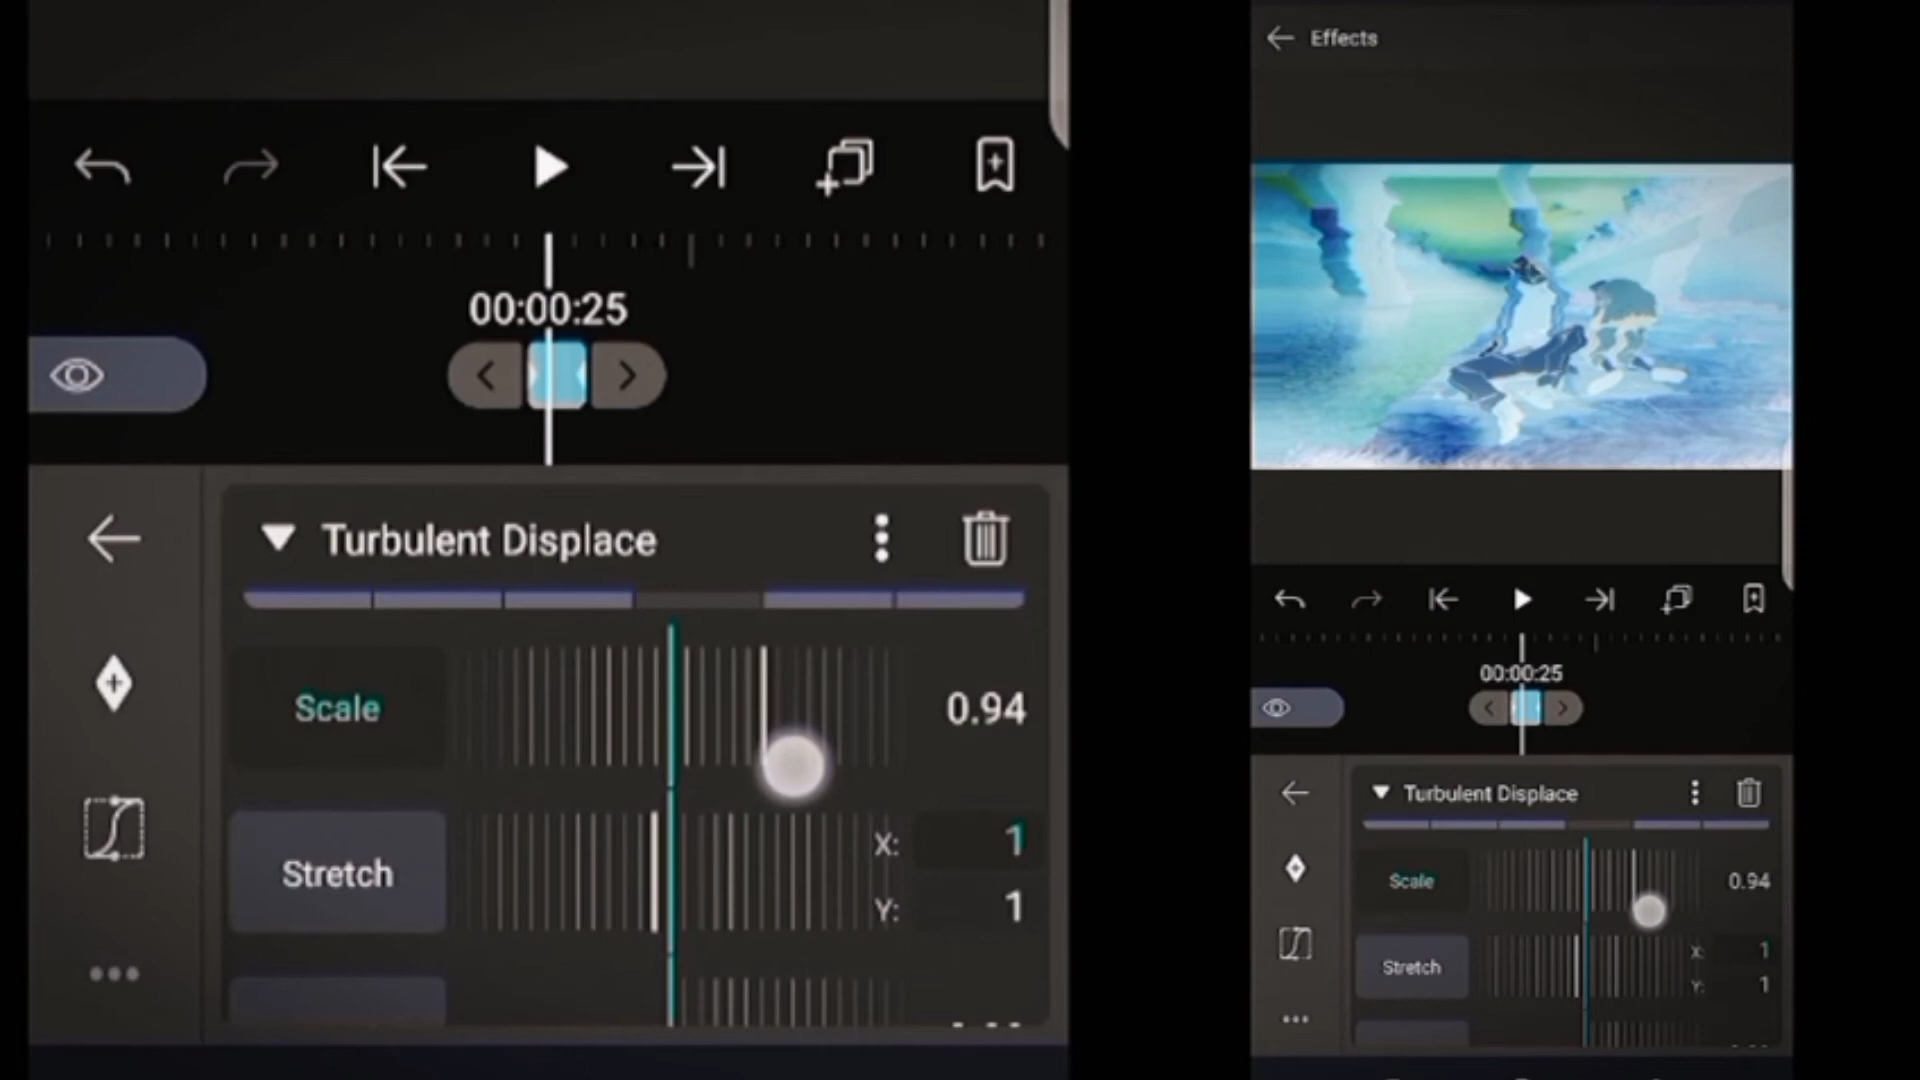 00:00:25
Turbulent Displace
Scale
0.94
Stretch
X:
1
Y:
1
Effects
00:00:25
Turbulent Displace
Scale
0.94
Stretch
X:
1
Y:
1